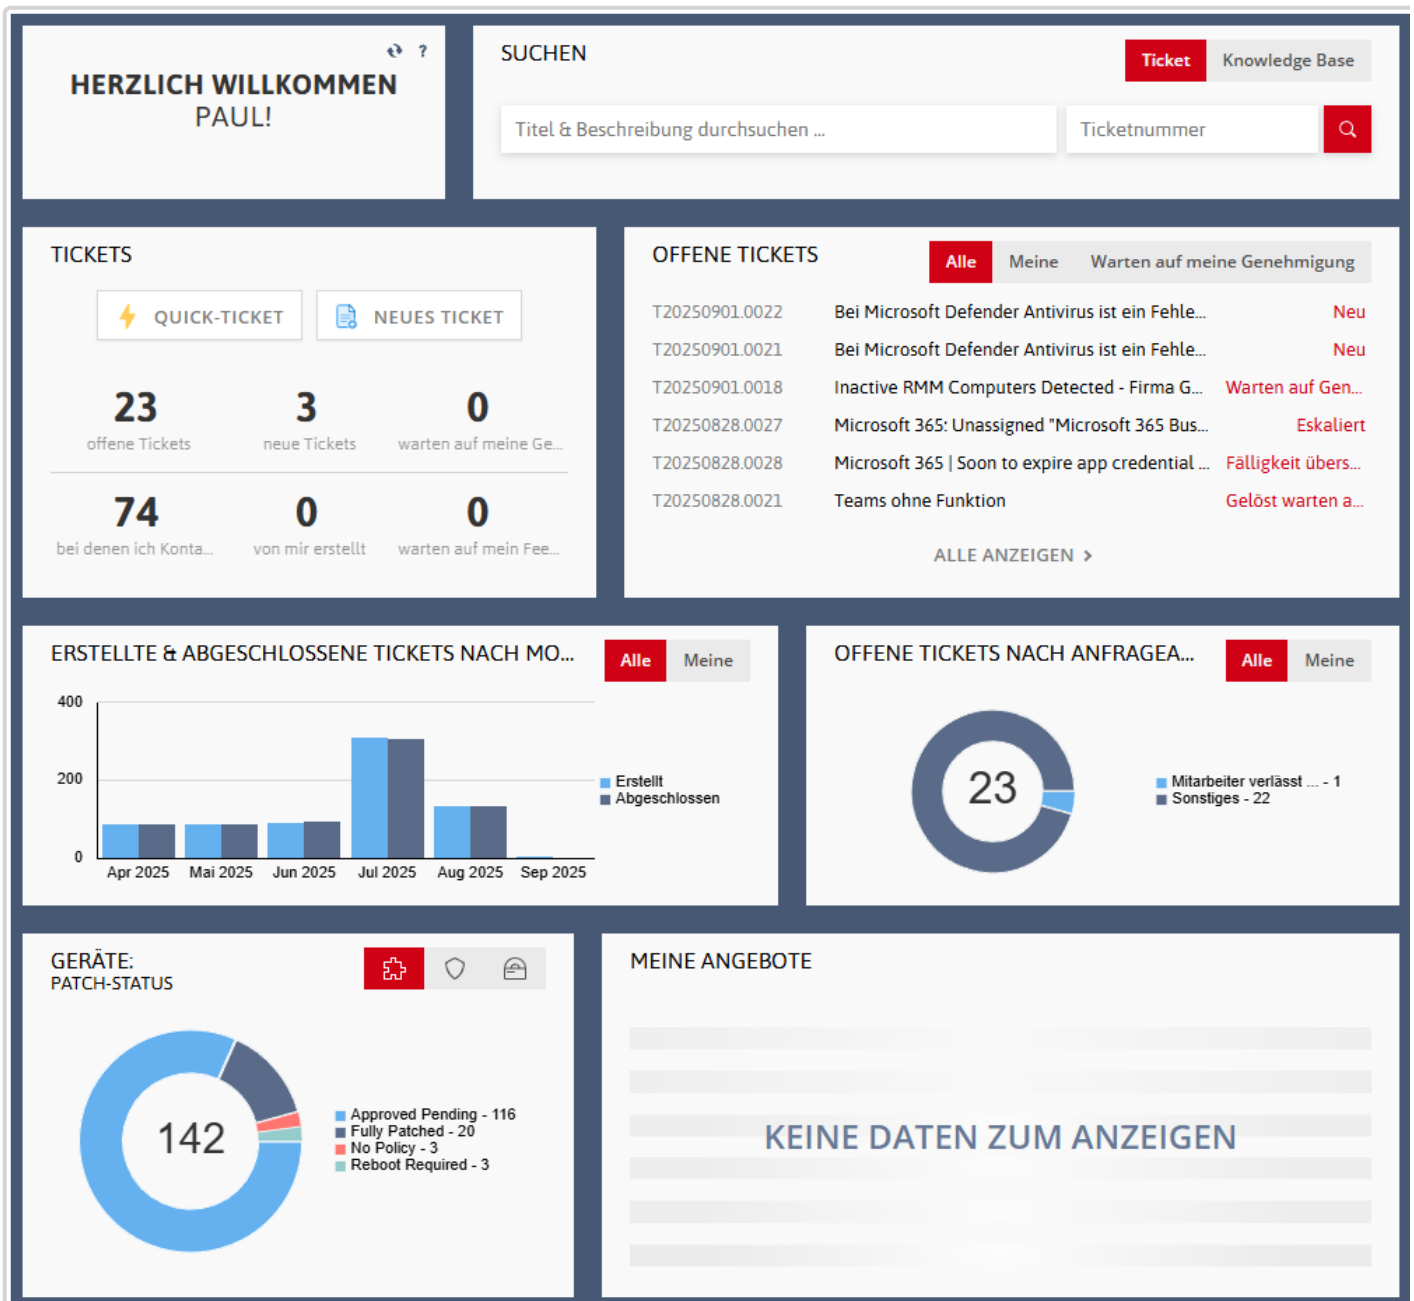 HERZLICH WILLKOMMEN
PAUL!
?
SUCHEN
Ticket Knowledge Base
Titel & Beschreibung durchsuchen ... Ticketnummer
TICKETS
QUICK-TICKET NEUES TICKET
23 3 0
offene Tickets neue Tickets warten auf meine Ge...
74 0 0
bei denen ich Konta... von mir erstellt warten auf mein Fee...
OFFENE TICKETS
Alle Meine Warten auf meine Genehmigung
T20250901.0022 Bei Microsoft Defender Antivirus ist ein Fehle... Neu
T20250901.0021 Bei Microsoft Defender Antivirus ist ein Fehle... Neu
T20250901.0018 Inactive RMM Computers Detected - Firma G... Warten auf Gen...
T20250828.0027 Microsoft 365: Unassigned "Microsoft 365 Bus... Eskaliert
T20250828.0028 Microsoft 365 | Soon to expire app credential ... Fälligkeit übers...
T20250828.0021 Teams ohne Funktion Gelöst warten a...
ALLE ANZEIGEN >
ERSTELLTE & ABGESCHLOSSENE TICKETS NACH MO...
Alle Meine
400
200
0
Apr 2025 Mai 2025 Jun 2025 Jul 2025 Aug 2025 Sep 2025
Erstellt
Abgeschlossen
OFFENE TICKETS NACH ANFRAGEA...
Alle Meine
23
Mitarbeiter verlässt ... - 1
Sonstiges - 22
GERÄTE:
PATCH-STATUS
142
Approved Pending - 116
Fully Patched - 20
No Policy - 3
Reboot Required - 3
MEINE ANGEBOTE
KEINE DATEN ZUM ANZEIGEN